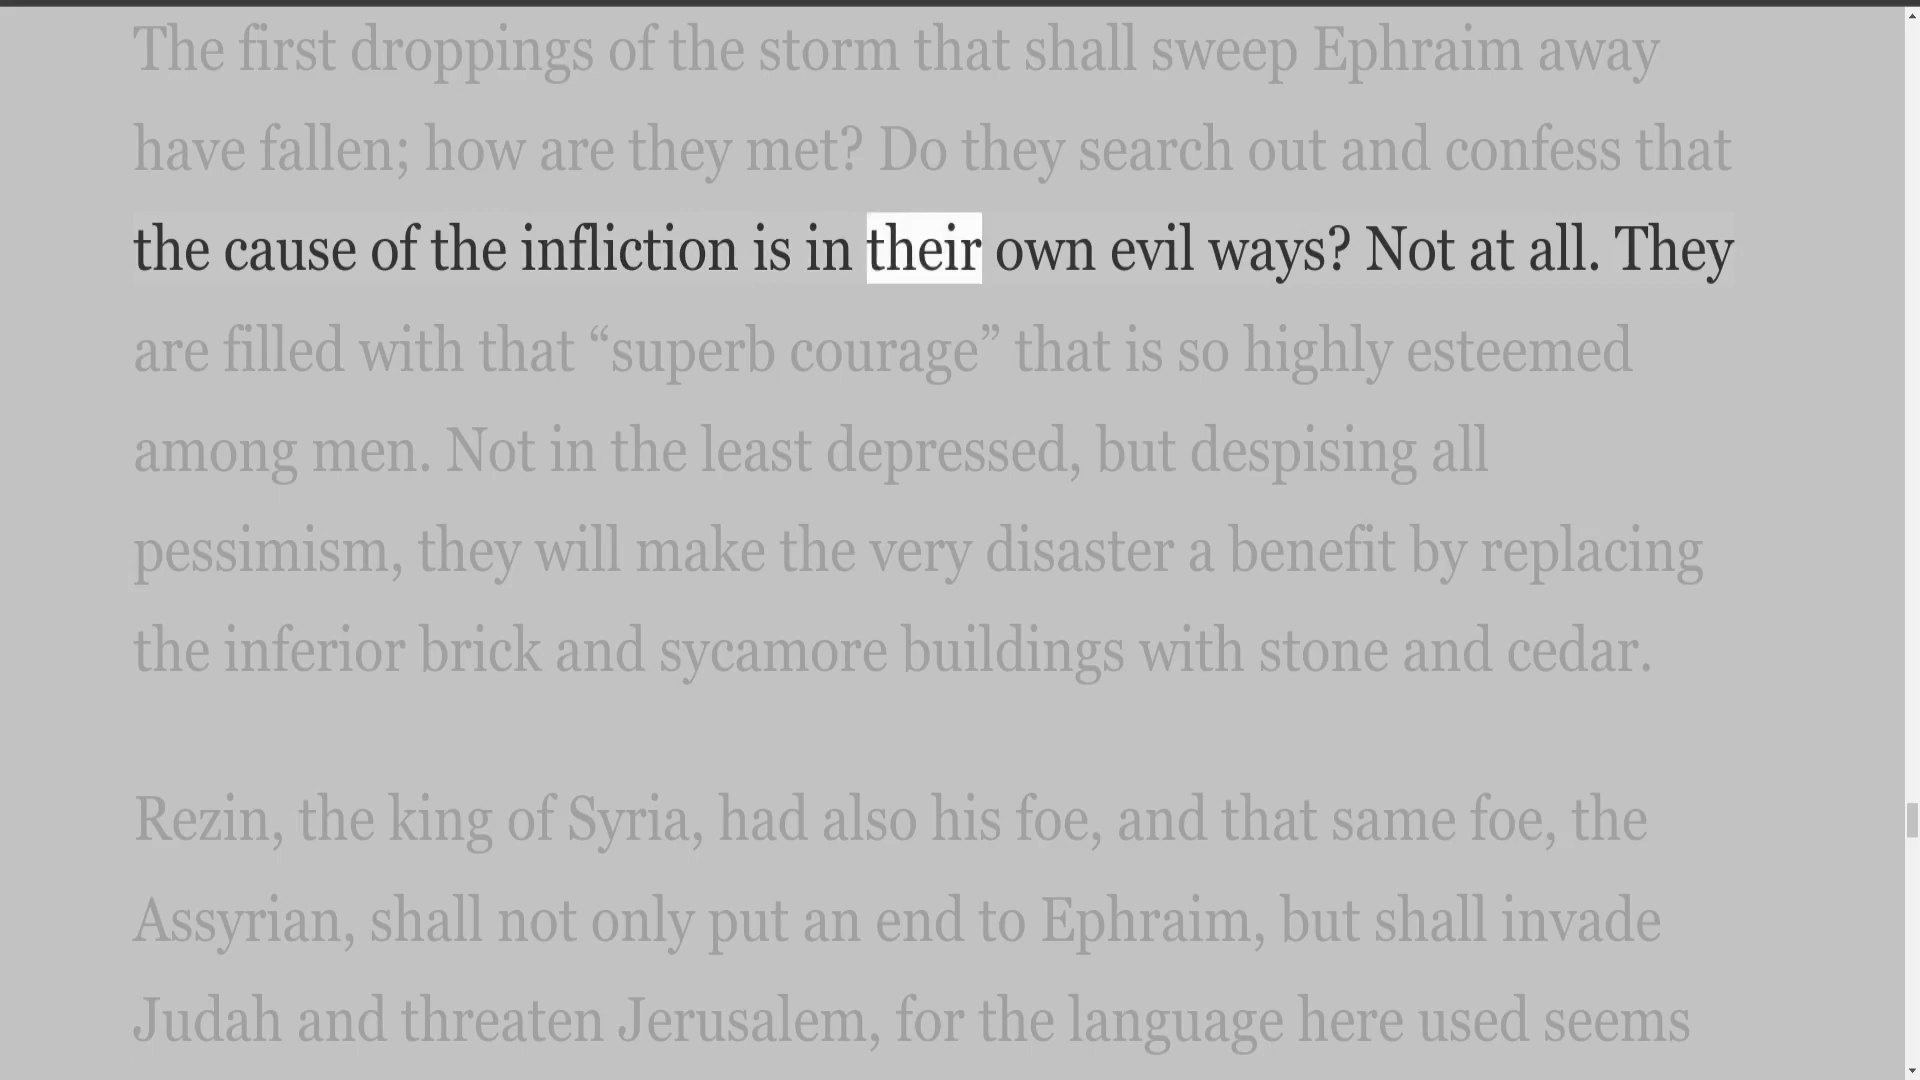 The first droppings of the storm that shall sweep Ephraim away
have fallen; how are they met? Do they search out and confess that
the cause of the infliction is in their own evil ways? Not at all. They
are filled with that “superb courage” that is so highly esteemed
among men. Not in the least depressed, but despising all
pessimism, they will make the very disaster a benefit by replacing
the inferior brick and sycamore buildings with stone and cedar.
Rezin, the king of Syria, had also his foe, and that same foe, the
Assyrian, shall not only put an end to Ephraim, but shall invade
Judah and threaten Jerusalem, for the language here used seems